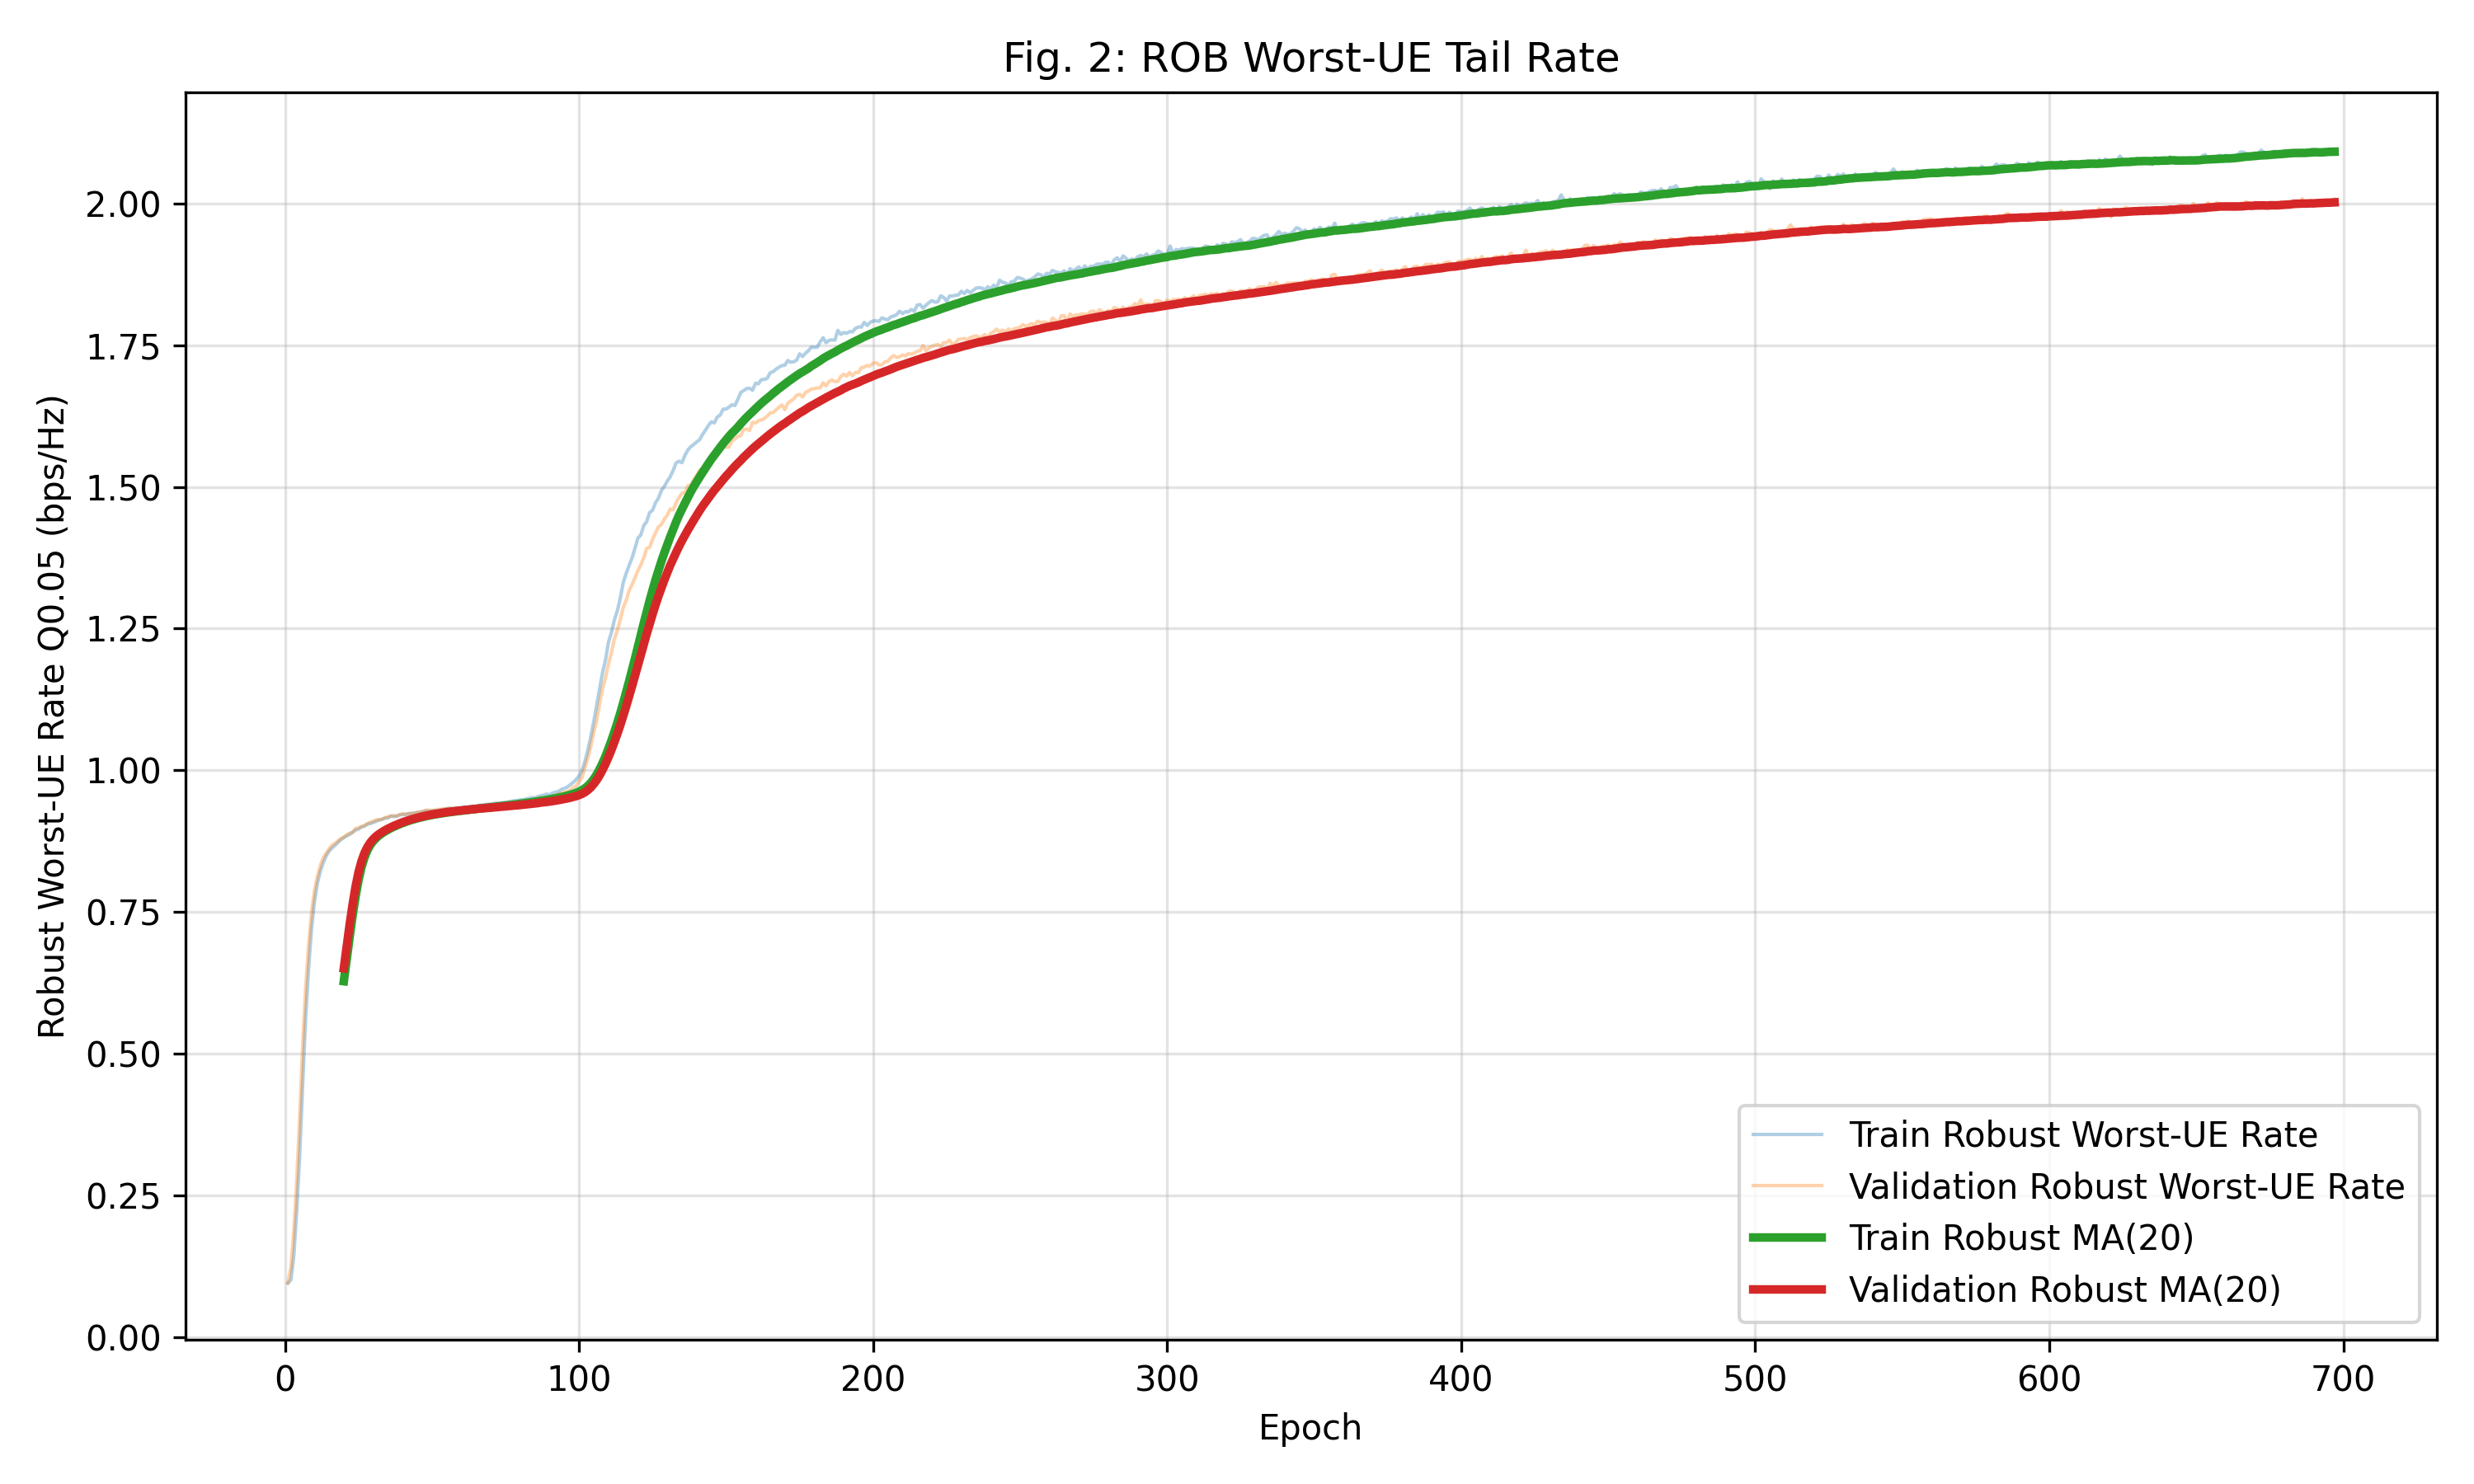 Fig. 2: ROB Worst-UE Tail Rate
Robust Worst-UE Rate Q0.05 (bps/Hz)
2.00
1.75
1.50
1.25
1.00
0.75
0.50
0.25
0.00
0 100 200 300 400 500 600 700
Epoch
Train Robust Worst-UE Rate
Validation Robust Worst-UE Rate
Train Robust MA(20)
Validation Robust MA(20)